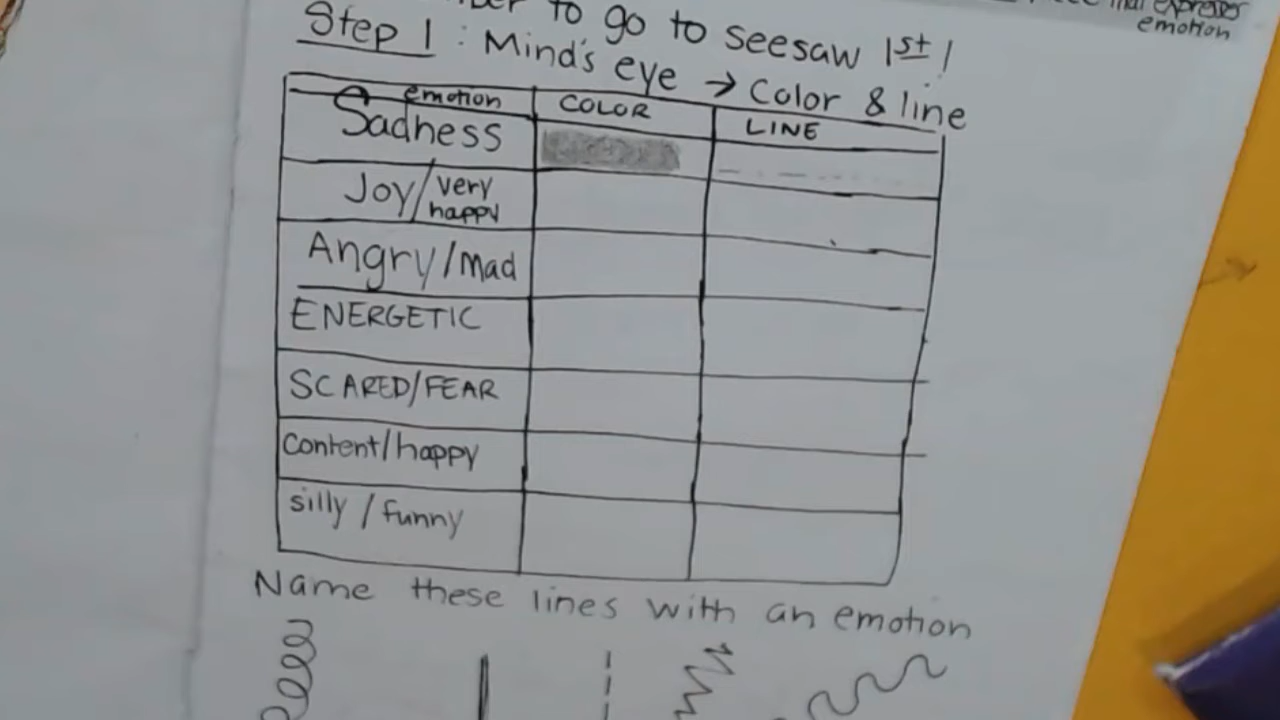 to go to seesaw 1st!
expresses
emotion
Step 1 : Mind's eye → Color & line
emotion COLOR LINE
Sadness
Joy/very happy
Angry/Mad
ENERGETIC
SCARED/FEAR
Content/happy
silly / funny
Name these lines with an emotion